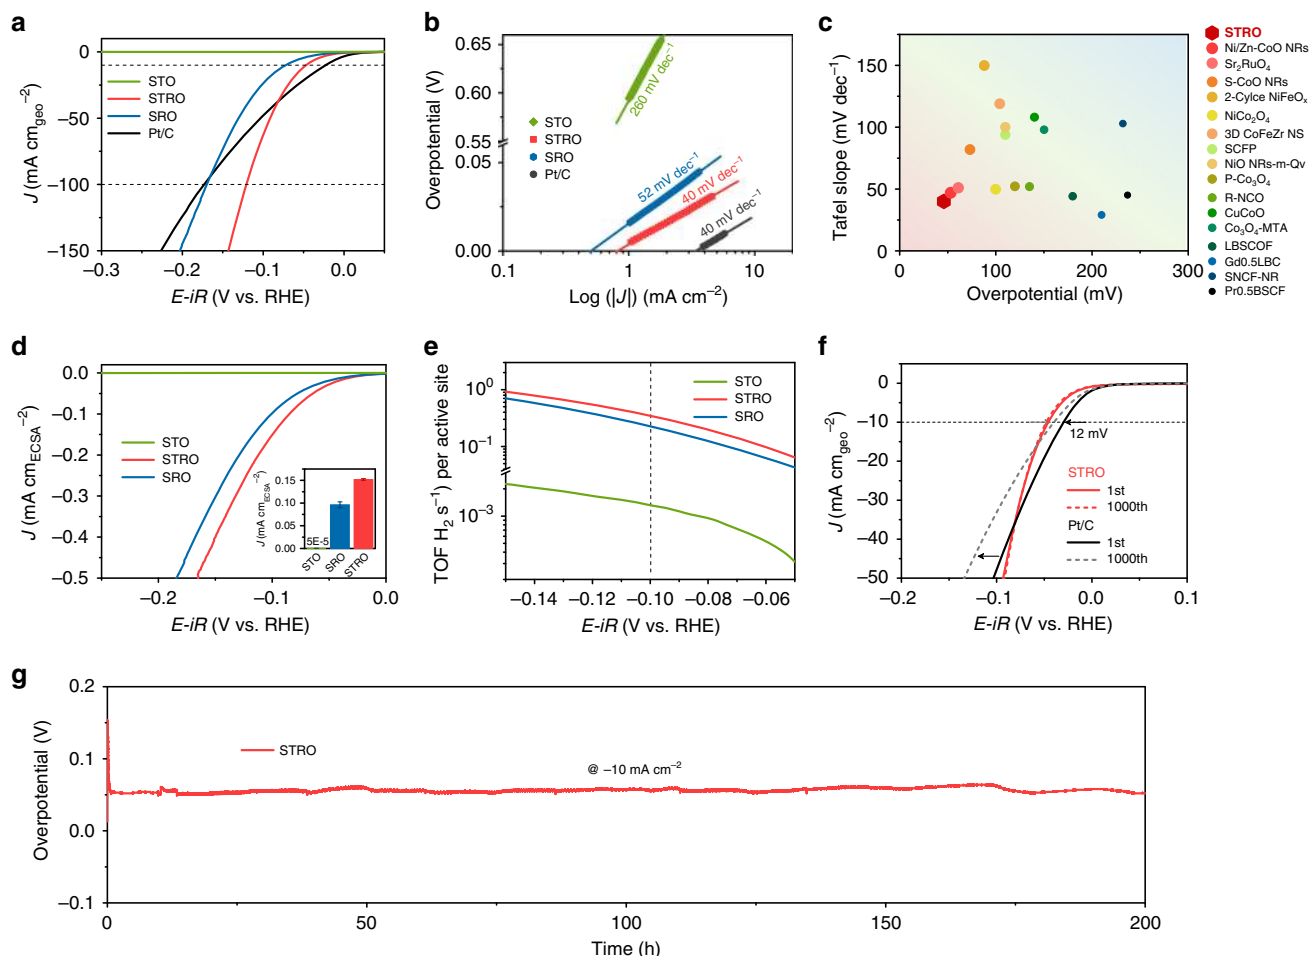 a
0
−50
−100
−150
J (mA cm_geo^−2)
STO
STRO
SRO
Pt/C
−0.3
−0.2
−0.1
0.0
E-iR (V vs. RHE)
b
0.65
0.60
0.55
0.05
0.00
Overpotential (V)
260 mV dec^−1
STO
STRO
SRO
Pt/C
52 mV dec^−1
40 mV dec^−1
40 mV dec^−1
0.1
1
10
Log (|J|) (mA cm^−2)
c
150
100
50
0
Tafel slope (mV dec^−1)
0
100
200
300
Overpotential (mV)
STRO
Ni/Zn-CoO NRs
Sr₂RuO₄
S-CoO NRs
2-Cylce NiFeOₓ
NiCo₂O₄
3D CoFeZr NS
SCFP
NiO NRs-m-Qv
P-Co₃O₄
R-NCO
CuCoO
Co₃O₄-MTA
LBSCOF
Gd0.5LBC
SNCF-NR
Pr0.5BSCF
d
0.0
−0.1
−0.2
−0.3
−0.4
−0.5
J (mA cm_ECSA^−2)
STO
STRO
SRO
0.15
0.10
0.05
0.00
J (mA cm_ECSA^−2)
5E-5
STO
SRO
STRO
−0.2
−0.1
0.0
E-iR (V vs. RHE)
e
10^0
10^−1
10^−3
TOF H₂ s^−1) per active site
STO
STRO
SRO
−0.14
−0.12
−0.10
−0.08
−0.06
E-iR (V vs. RHE)
f
0
−10
−20
−30
−40
−50
J (mA cm_geo^−2)
12 mV
STRO
1st
1000th
Pt/C
1st
1000th
−0.2
−0.1
0.0
0.1
E-iR (V vs. RHE)
g
0.2
0.1
0.0
−0.1
Overpotential (V)
STRO
@ −10 mA cm^−2
0
50
100
150
200
Time (h)